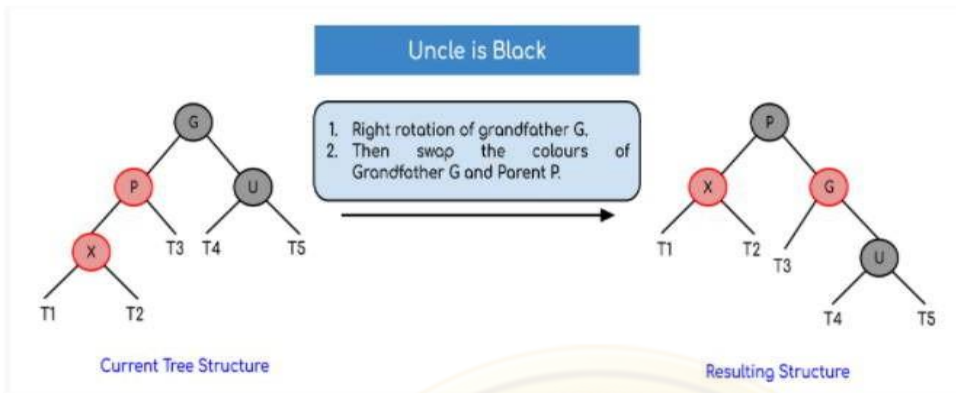 Uncle is Black
1. Right rotation of grandfather G.
2. Then swap the colours of
Grandfather G and Parent P.
G
P
U
X
T3
T4
T5
T1
T2
Current Tree Structure
P
X
G
T1
T2
T3
U
T4
T5
Resulting Structure